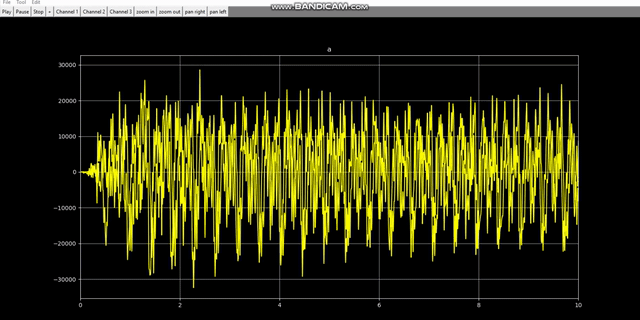 File Tool Edit
www.BANDICAM.com
Play Pause Stop + Channel 1 Channel 2 Channel 3 zoom in zoom out pan right pan left
a
30000
20000
10000
0
−10000
−20000
−30000
0 2 4 6 8 10